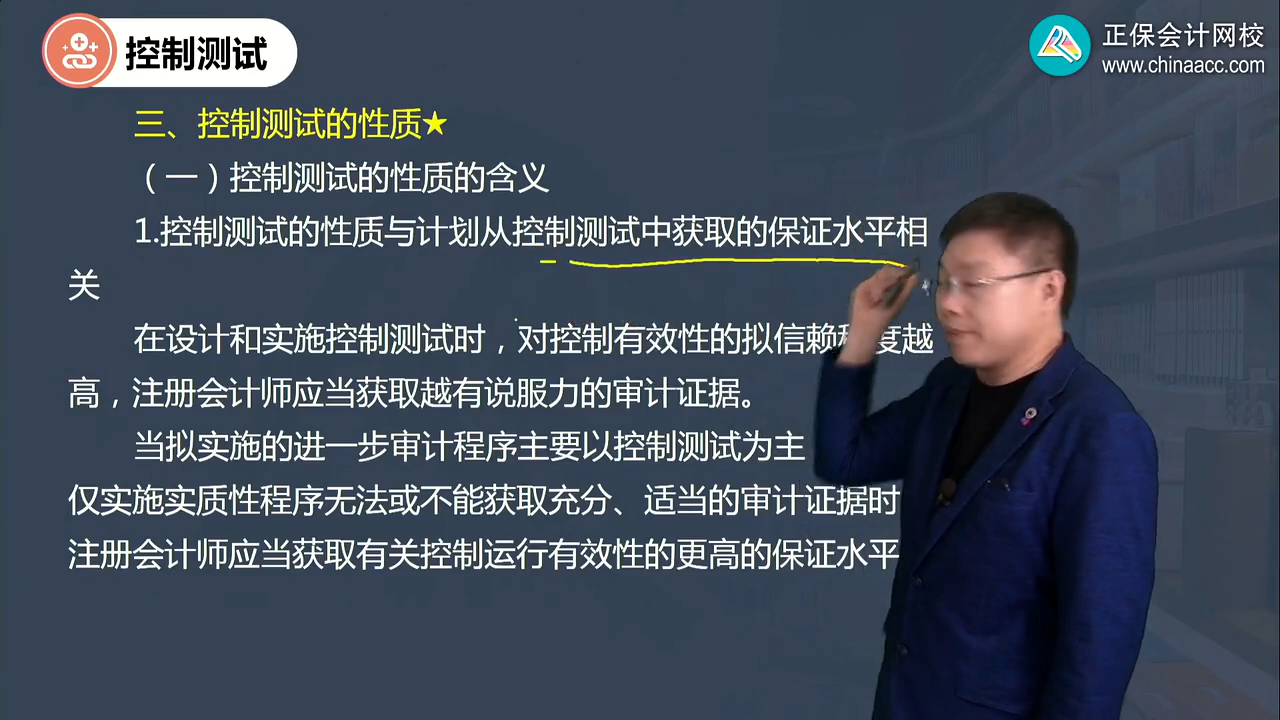 控制测试
正保会计网校
www.chinaacc.com
三、控制测试的性质★
（一）控制测试的性质的含义
1.控制测试的性质与计划从控制测试中获取的保证水平相
关
在设计和实施控制测试时，对控制有效性的拟信赖程度越
高，注册会计师应当获取越有说服力的审计证据。
当拟实施的进一步审计程序主要以控制测试为主
仅实施实质性程序无法或不能获取充分、适当的审计证据时
注册会计师应当获取有关控制运行有效性的更高的保证水平